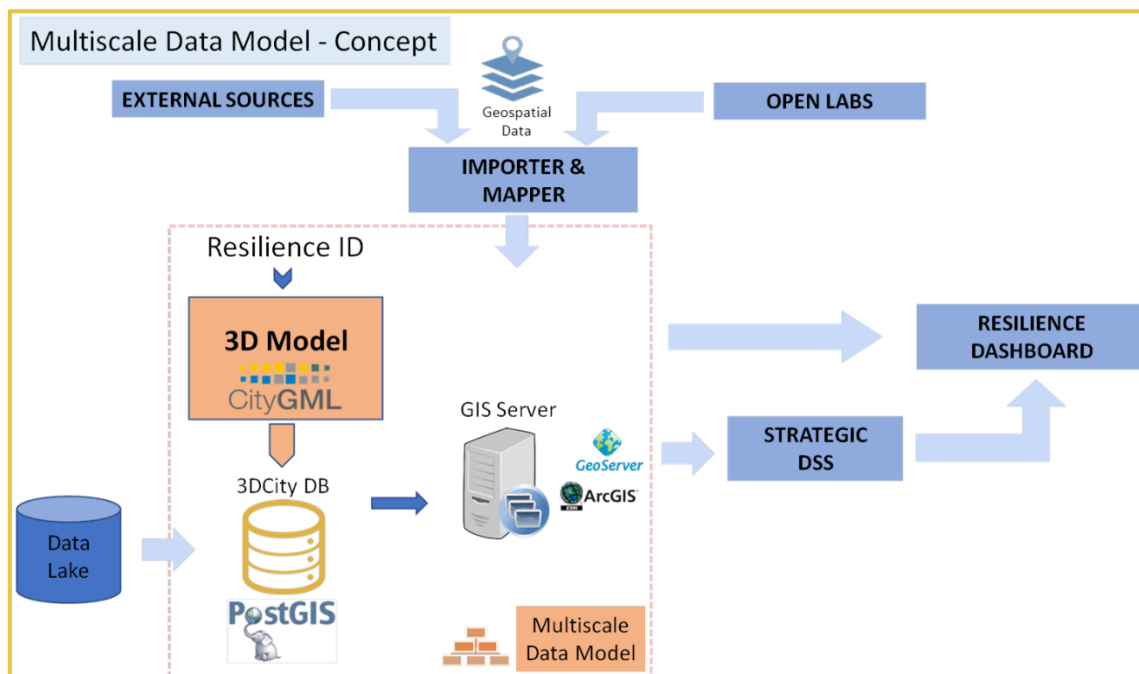 Multiscale Data Model - Concept
EXTERNAL SOURCES
Geospatial
Data
OPEN LABS
IMPORTER &
MAPPER
Resilience ID
3D Model
CityGML
3DCity DB
PostGIS
Data
Lake
GIS Server
GeoServer
ArcGIS
esri
STRATEGIC
DSS
RESILIENCE
DASHBOARD
Multiscale
Data Model